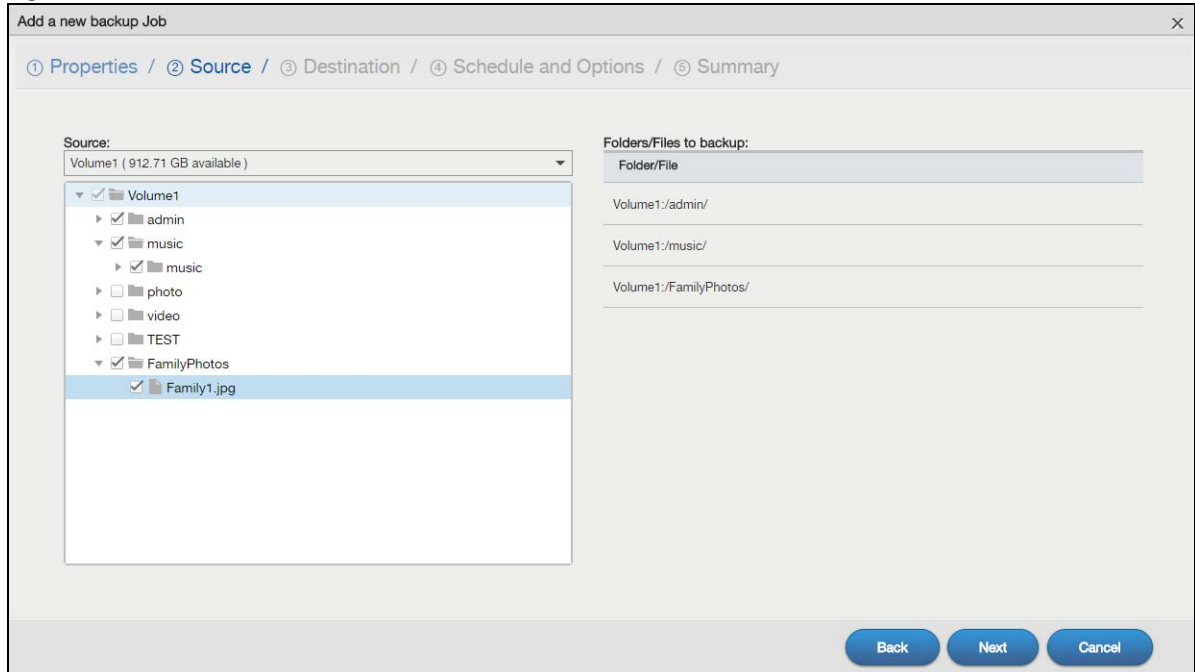 Add a new backup Job
① Properties / ② Source / ③ Destination / ④ Schedule and Options / ⑤ Summary
Source:
Volume1 ( 912.71 GB available )
Volume1
admin
music
music
photo
video
TEST
FamilyPhotos
Family1.jpg
Folders/Files to backup:
Folder/File
Volume1:/admin/
Volume1:/music/
Volume1:/FamilyPhotos/
Back Next Cancel